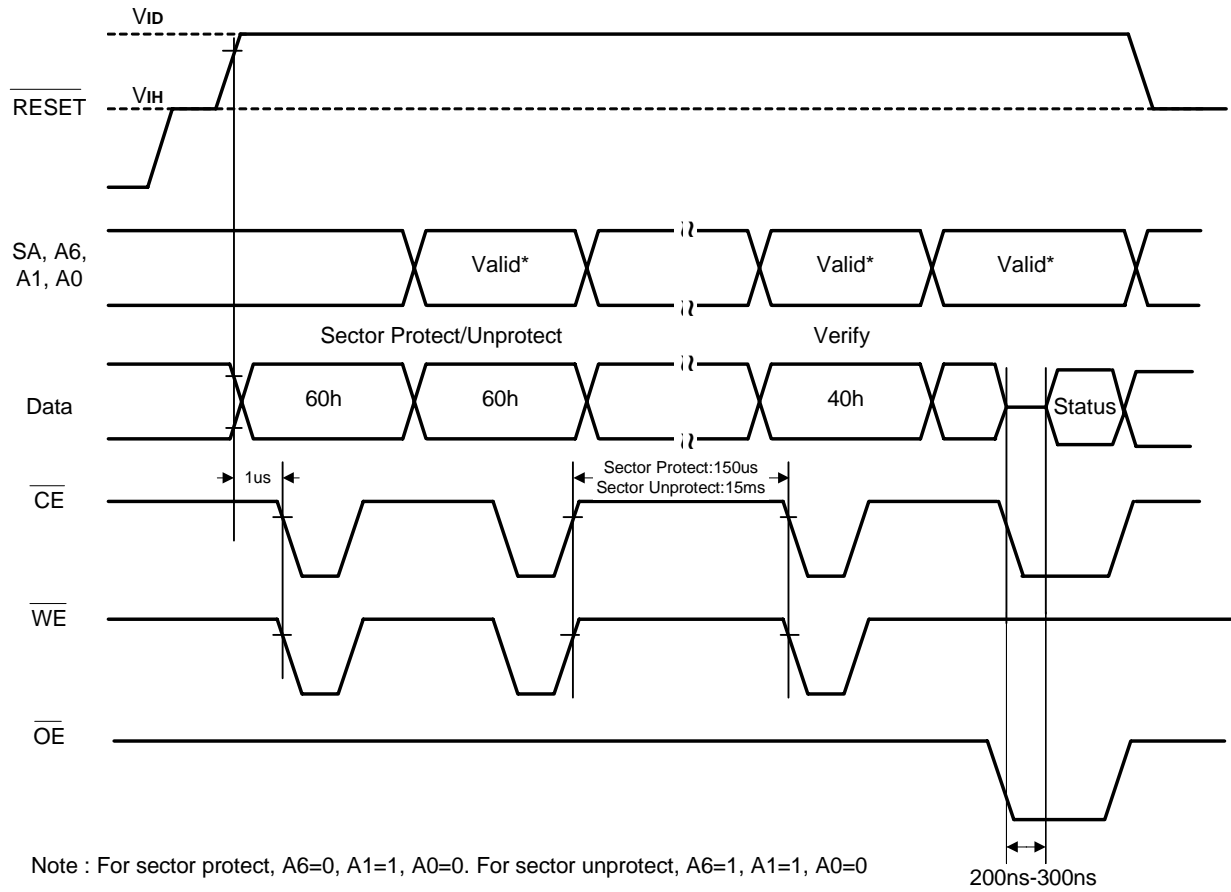 VID
VIH
RESET
SA, A6,
A1, A0
Valid*
Valid*
Valid*
Sector Protect/Unprotect
Verify
Data
60h
60h
40h
Status
1us
Sector Protect:150us
Sector Unprotect:15ms
CE
WE
OE
Note : For sector protect, A6=0, A1=1, A0=0. For sector unprotect, A6=1, A1=1, A0=0
200ns-300ns